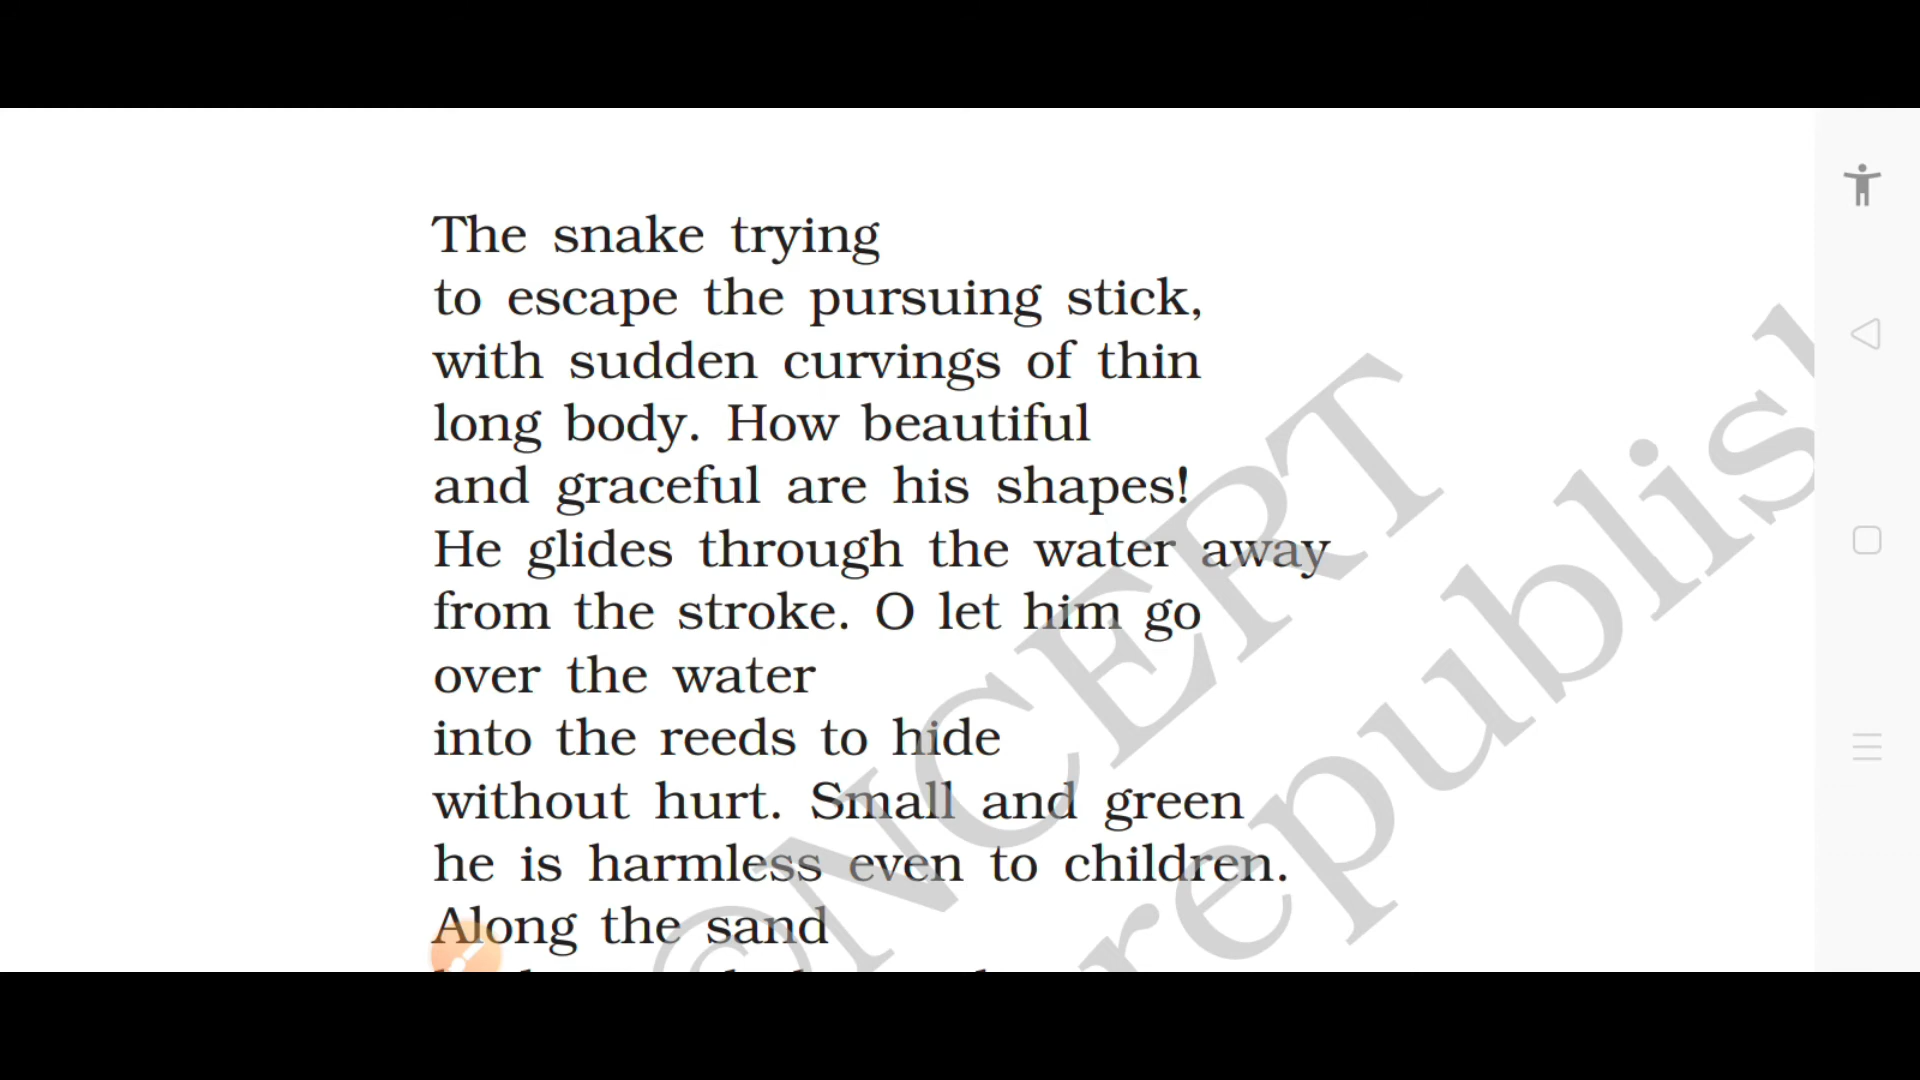 The snake trying
to escape the pursuing stick,
with sudden curvings of thin
long body. How beautiful
and graceful are his shapes!
He glides through the water away
from the stroke. O let him go
over the water
into the reeds to hide
without hurt. Small and green
he is harmless even to children.
Along the sand
©NCERT
republish